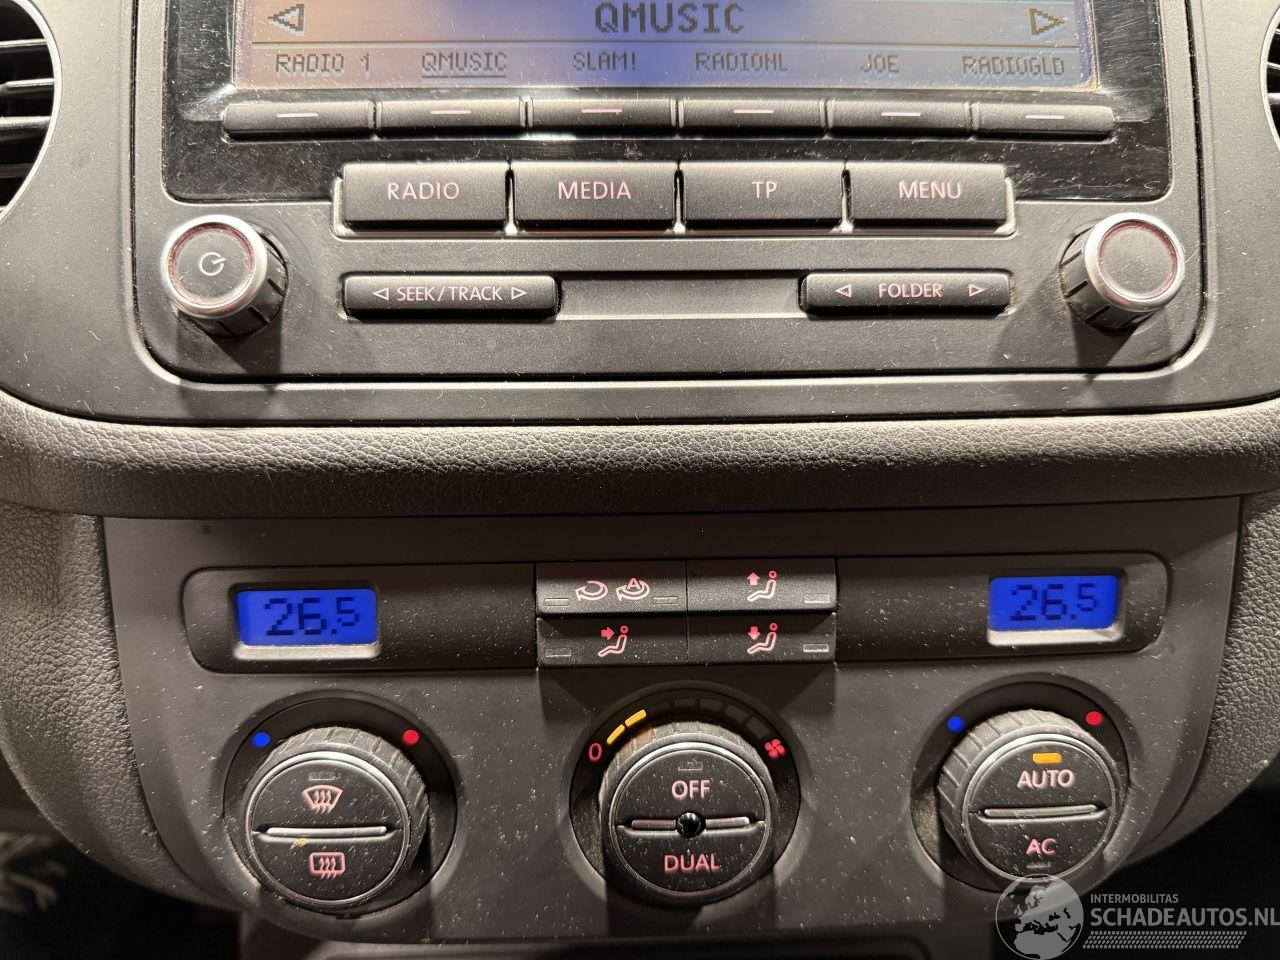 QMUSIC
RADIO 1 QMUSIC SLAM! RADIONL JOE RADIOGLD
RADIO MEDIA TP MENU
SEEK/TRACK FOLDER
26.5 26.5
A
0
OFF
DUAL
AUTO
AC
INTERMOBILITAS
SCHADEAUTOS.NL